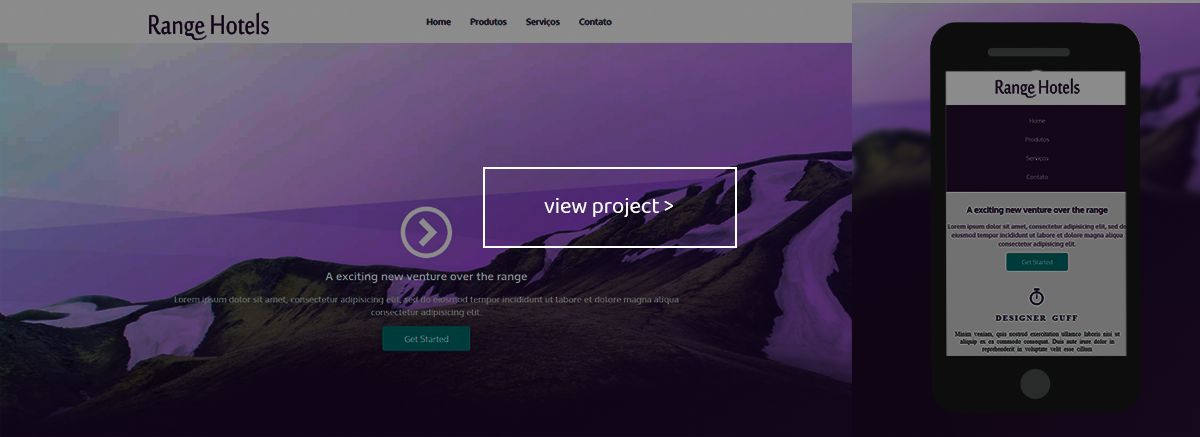 Range Hotels
Home Produtos Serviços Contato
view project >
A exciting new venture over the range
Lorem ipsum dolor sit amet, consectetur adipisicing elit, sed do eiusmod tempor incididunt ut labore et dolore magna aliqua
consectetur adipisicing elit.
Get Started
Range Hotels
Home
Produtos
Serviços
Contato
A exciting new venture over the range
Lorem ipsum dolor sit amet, consectetur adipisicing elit, sed do
eiusmod tempor incididunt ut labore et dolore magna aliqua
consectetur adipisicing elit.
Get Started
DESIGNER GUFF
Minim veniam, quis nostrud exercitation ullamco laboris nisi ut
aliquip ex ea commodo consequat. Duis aute irure dolor in
reprehenderit in voluptate velit esse cillum